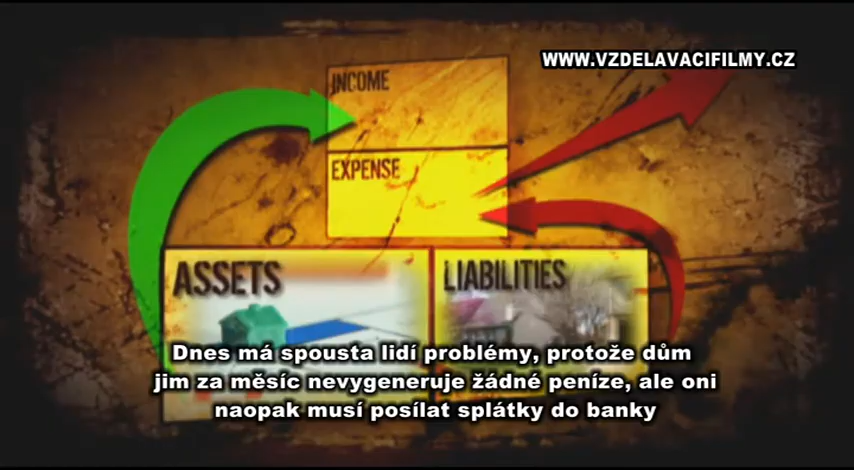 WWW.VZDELAVACIFILMY.CZ
INCOME
EXPENSE
ASSETS
LIABILITIES
Dnes má spousta lidí problémy, protože dům
jim za měsíc nevygeneruje žádné peníze, ale oni
naopak musí posílat splátky do banky